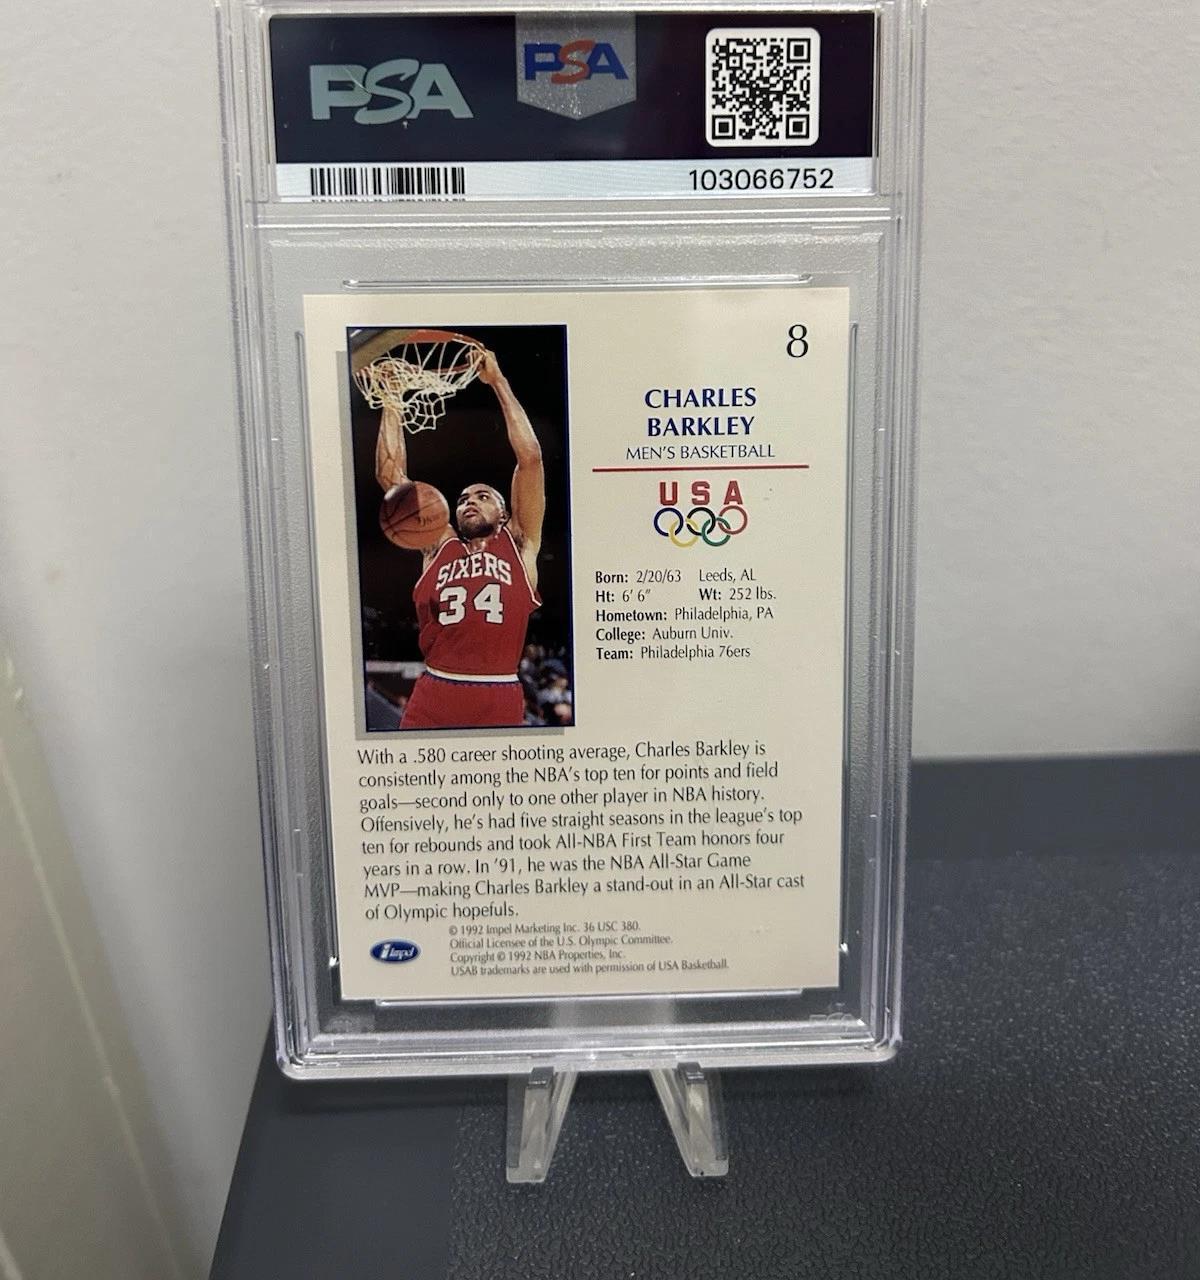 PSA
PSA
103066752
8
CHARLES
BARKLEY
MEN'S BASKETBALL
USA
SIXERS
34
Born: 2/20/63 Leeds, AL
Ht: 6' 6" Wt: 252 lbs.
Hometown: Philadelphia, PA
College: Auburn Univ.
Team: Philadelphia 76ers
With a .580 career shooting average, Charles Barkley is
consistently among the NBA's top ten for points and field
goals—second only to one other player in NBA history.
Offensively, he's had five straight seasons in the league's top
ten for rebounds and took All-NBA First Team honors four
years in a row. In '91, he was the NBA All-Star Game
MVP—making Charles Barkley a stand-out in an All-Star cast
of Olympic hopefuls.
impel
© 1992 Impel Marketing Inc. 36 USC 380.
Official Licensee of the U.S. Olympic Committee.
Copyright © 1992 NBA Properties, Inc.
USAB trademarks are used with permission of USA Basketball.